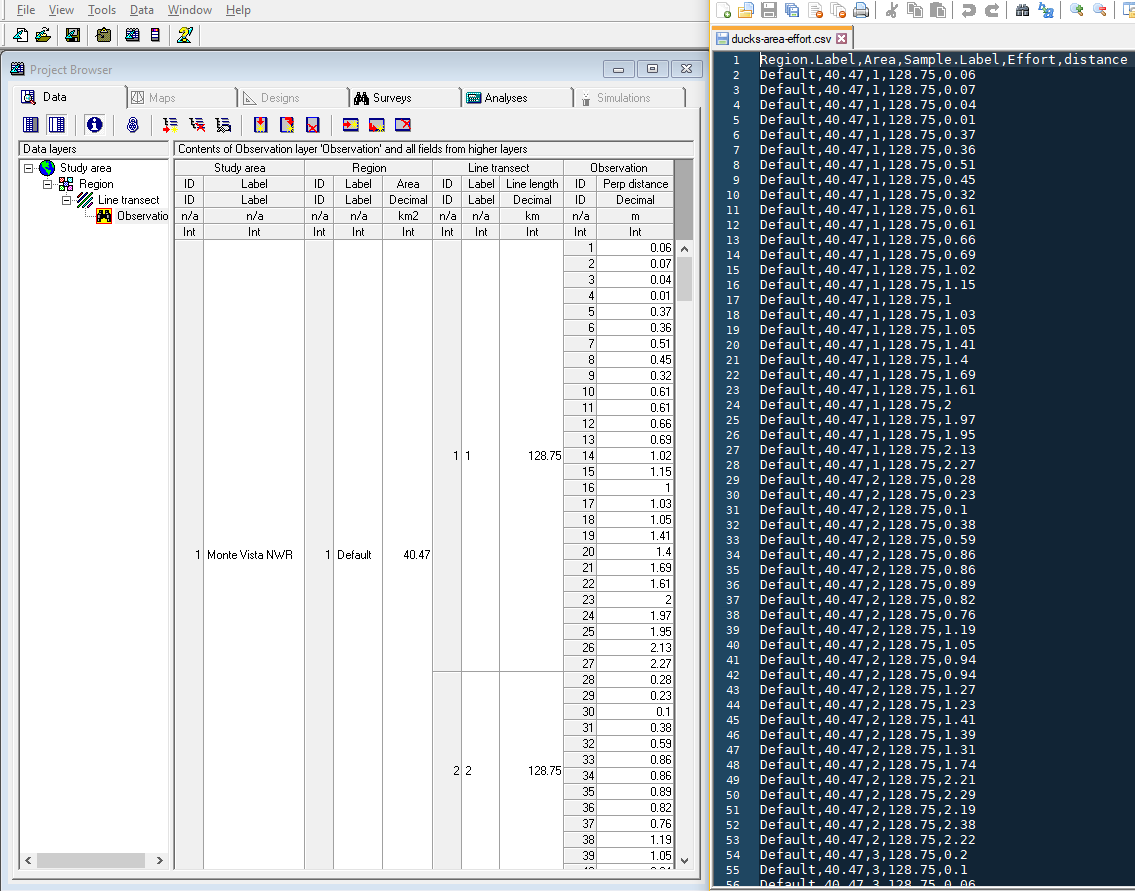 File View Tools Data Window Help
Project Browser
Data Maps Designs Surveys Analyses Simulations
Data layers
Contents of Observation layer 'Observation' and all fields from higher layers
Study area
Region
Line transect
Observatio
Study area Region Line transect Observation
ID Label ID Label Area ID Label Line length ID Perp distance
ID Label ID Label Decimal ID Label Decimal ID Decimal
n/a n/a n/a n/a km2 n/a n/a km n/a m
Int Int Int Int Int Int Int Int Int Int
1 0.06
2 0.07
3 0.04
4 0.01
5 0.37
6 0.36
7 0.51
8 0.45
9 0.32
10 0.61
11 0.61
12 0.66
13 0.69
1 1 128.75 14 1.02
15 1.15
16 1
17 1.03
18 1.05
19 1.41
1 Monte Vista NWR 1 Default 40.47 20 1.4
21 1.69
22 1.61
23 2
24 1.97
25 1.95
26 2.13
27 2.27
28 0.28
29 0.23
30 0.1
31 0.38
32 0.59
33 0.86
2 2 128.75 34 0.86
35 0.89
36 0.82
37 0.76
38 1.19
39 1.05
ducks-area-effort.csv
1 Region.Label,Area,Sample.Label,Effort,distance
2 Default,40.47,1,128.75,0.06
3 Default,40.47,1,128.75,0.07
4 Default,40.47,1,128.75,0.04
5 Default,40.47,1,128.75,0.01
6 Default,40.47,1,128.75,0.37
7 Default,40.47,1,128.75,0.36
8 Default,40.47,1,128.75,0.51
9 Default,40.47,1,128.75,0.45
10 Default,40.47,1,128.75,0.32
11 Default,40.47,1,128.75,0.61
12 Default,40.47,1,128.75,0.61
13 Default,40.47,1,128.75,0.66
14 Default,40.47,1,128.75,0.69
15 Default,40.47,1,128.75,1.02
16 Default,40.47,1,128.75,1.15
17 Default,40.47,1,128.75,1
18 Default,40.47,1,128.75,1.03
19 Default,40.47,1,128.75,1.05
20 Default,40.47,1,128.75,1.41
21 Default,40.47,1,128.75,1.4
22 Default,40.47,1,128.75,1.69
23 Default,40.47,1,128.75,1.61
24 Default,40.47,1,128.75,2
25 Default,40.47,1,128.75,1.97
26 Default,40.47,1,128.75,1.95
27 Default,40.47,1,128.75,2.13
28 Default,40.47,1,128.75,2.27
29 Default,40.47,2,128.75,0.28
30 Default,40.47,2,128.75,0.23
31 Default,40.47,2,128.75,0.1
32 Default,40.47,2,128.75,0.38
33 Default,40.47,2,128.75,0.59
34 Default,40.47,2,128.75,0.86
35 Default,40.47,2,128.75,0.86
36 Default,40.47,2,128.75,0.89
37 Default,40.47,2,128.75,0.82
38 Default,40.47,2,128.75,0.76
39 Default,40.47,2,128.75,1.19
40 Default,40.47,2,128.75,1.05
41 Default,40.47,2,128.75,0.94
42 Default,40.47,2,128.75,0.94
43 Default,40.47,2,128.75,1.27
44 Default,40.47,2,128.75,1.23
45 Default,40.47,2,128.75,1.41
46 Default,40.47,2,128.75,1.39
47 Default,40.47,2,128.75,1.31
48 Default,40.47,2,128.75,1.74
49 Default,40.47,2,128.75,2.21
50 Default,40.47,2,128.75,2.29
51 Default,40.47,2,128.75,2.19
52 Default,40.47,2,128.75,2.38
53 Default,40.47,2,128.75,2.22
54 Default,40.47,3,128.75,0.2
55 Default,40.47,3,128.75,0.1
56 Default,40.47,3,128.75,0.06